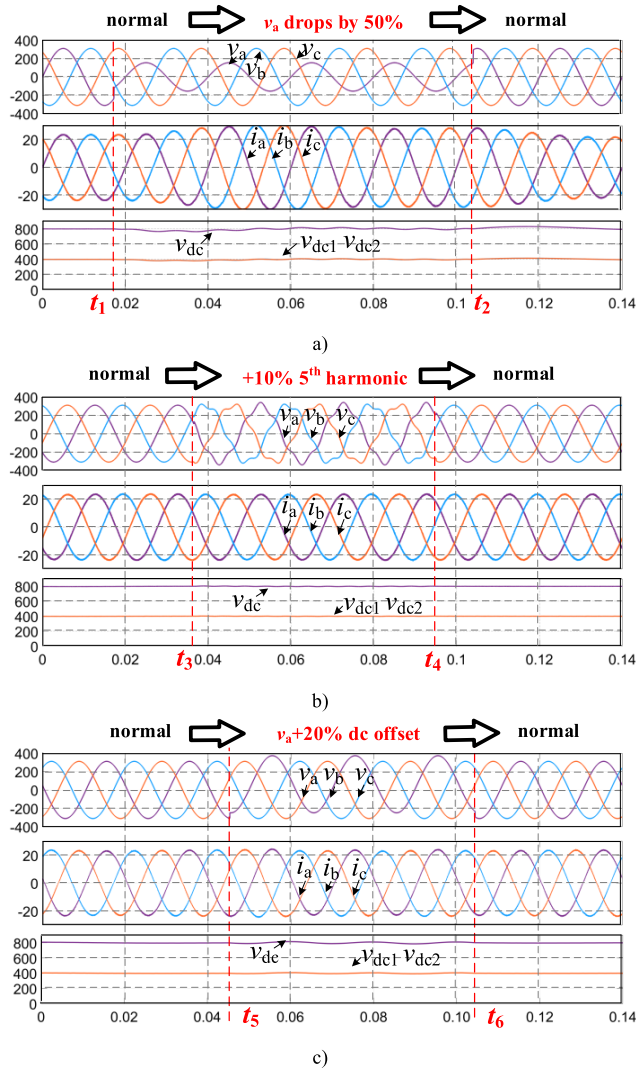 normal v_a drops by 50% normal
400
200
0
-200
-400
v_a v_b v_c
20
0
-20
i_a i_b i_c
800
600
400
200
0
v_dc v_dc1 v_dc2
t_1 t_2
0 0.02 0.04 0.06 0.08 0.1 0.12 0.14
a)
normal +10% 5th harmonic normal
400
200
0
-200
-400
v_a v_b v_c
20
0
-20
i_a i_b i_c
800
600
400
200
0
v_dc v_dc1 v_dc2
0 0.02 0.04 0.06 0.08 0.1 0.12 0.14
t_3 t_4
b)
normal v_a+20% dc offset normal
400
200
0
-200
-400
v_a v_b v_c
20
0
-20
i_a i_b i_c
800
600
400
200
0
v_dc v_dc1 v_dc2
0 0.02 0.04 0.06 0.08 0.10 0.12 0.14
t_5 t_6
c)